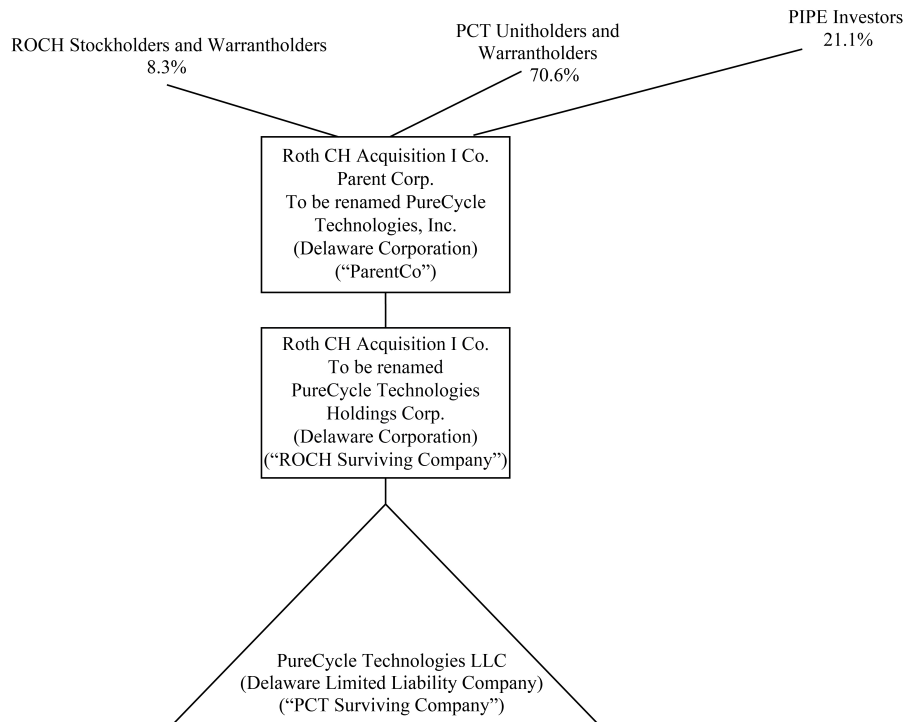 ROCH Stockholders and Warrantholders
8.3%
PCT Unitholders and
Warrantholders
70.6%
PIPE Investors
21.1%
Roth CH Acquisition I Co.
Parent Corp.
To be renamed PureCycle
Technologies, Inc.
(Delaware Corporation)
(“ParentCo”)
Roth CH Acquisition I Co.
To be renamed
PureCycle Technologies
Holdings Corp.
(Delaware Corporation)
(“ROCH Surviving Company”)
PureCycle Technologies LLC
(Delaware Limited Liability Company)
(“PCT Surviving Company”)